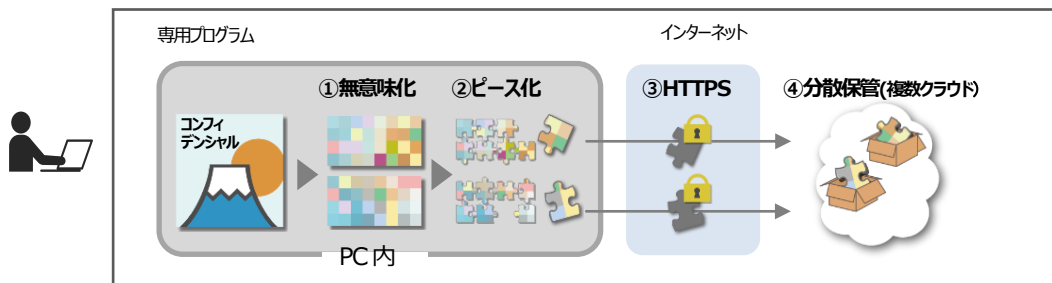 専用プログラム
インターネット
①無意味化
②ピース化
③HTTPS
④分散保管(複数クラウド)
コンフィ
デンシャル
PC内